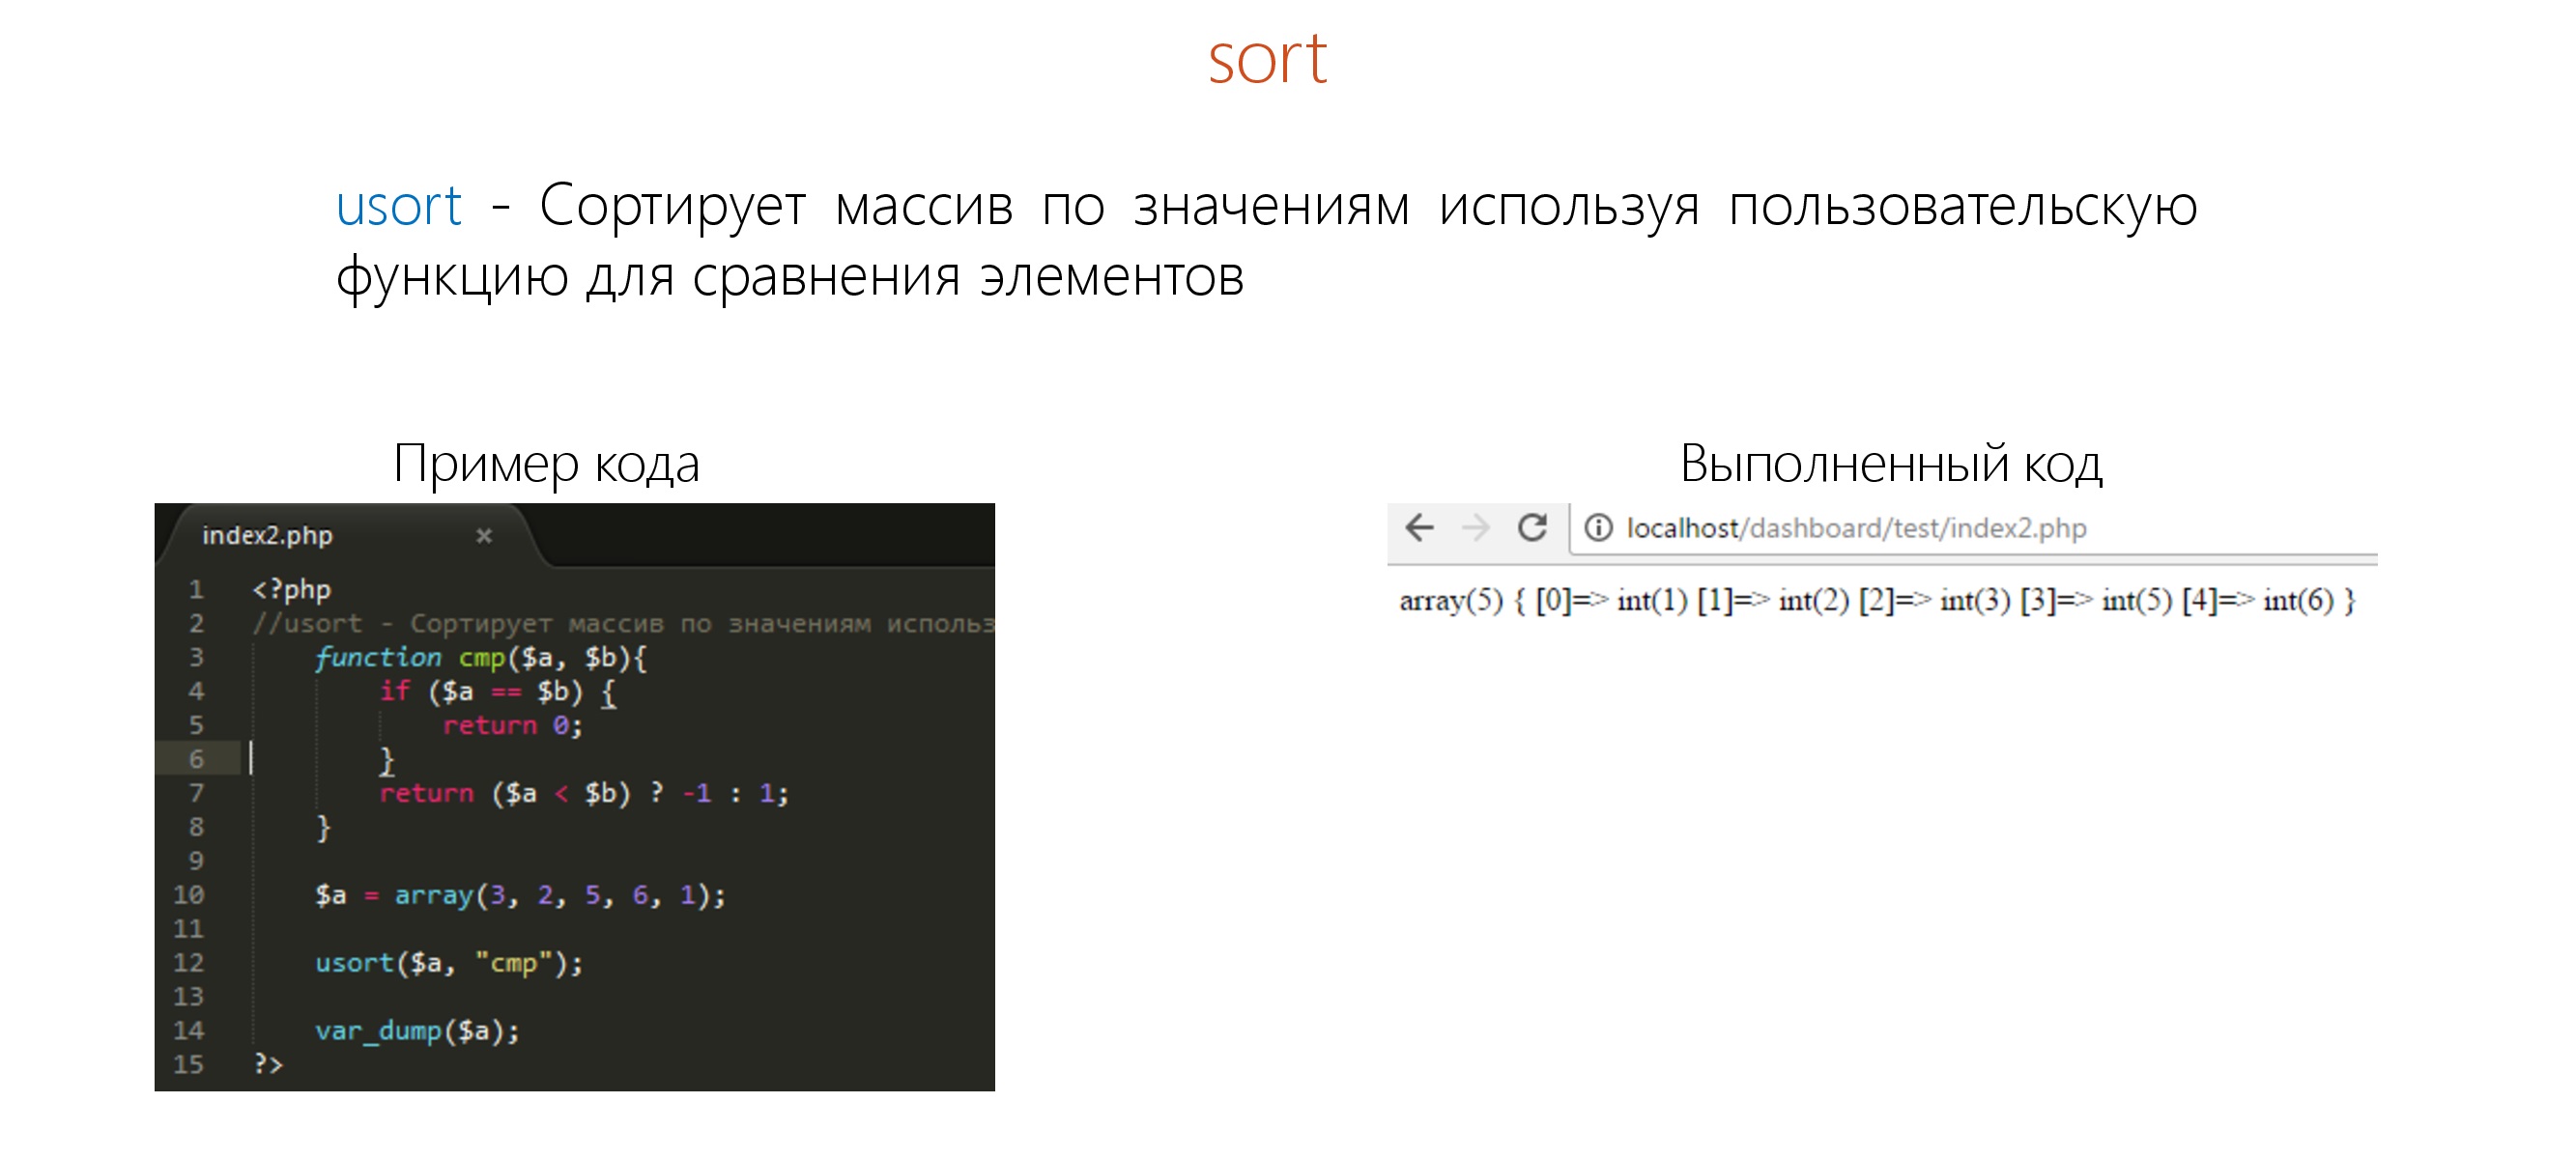 sort
usort - Сортирует массив по значениям используя пользовательскую
функцию для сравнения элементов
Пример кода
index2.php ×
1 <?php
2 //usort - Сортирует массив по значениям использ
3 function cmp($a, $b){
4 if ($a == $b) {
5 return 0;
6 }
7 return ($a < $b) ? -1 : 1;
8 }
9
10 $a = array(3, 2, 5, 6, 1);
11
12 usort($a, "cmp");
13
14 var_dump($a);
15 ?>
Выполненный код
localhost/dashboard/test/index2.php
array(5) { [0]=> int(1) [1]=> int(2) [2]=> int(3) [3]=> int(5) [4]=> int(6) }